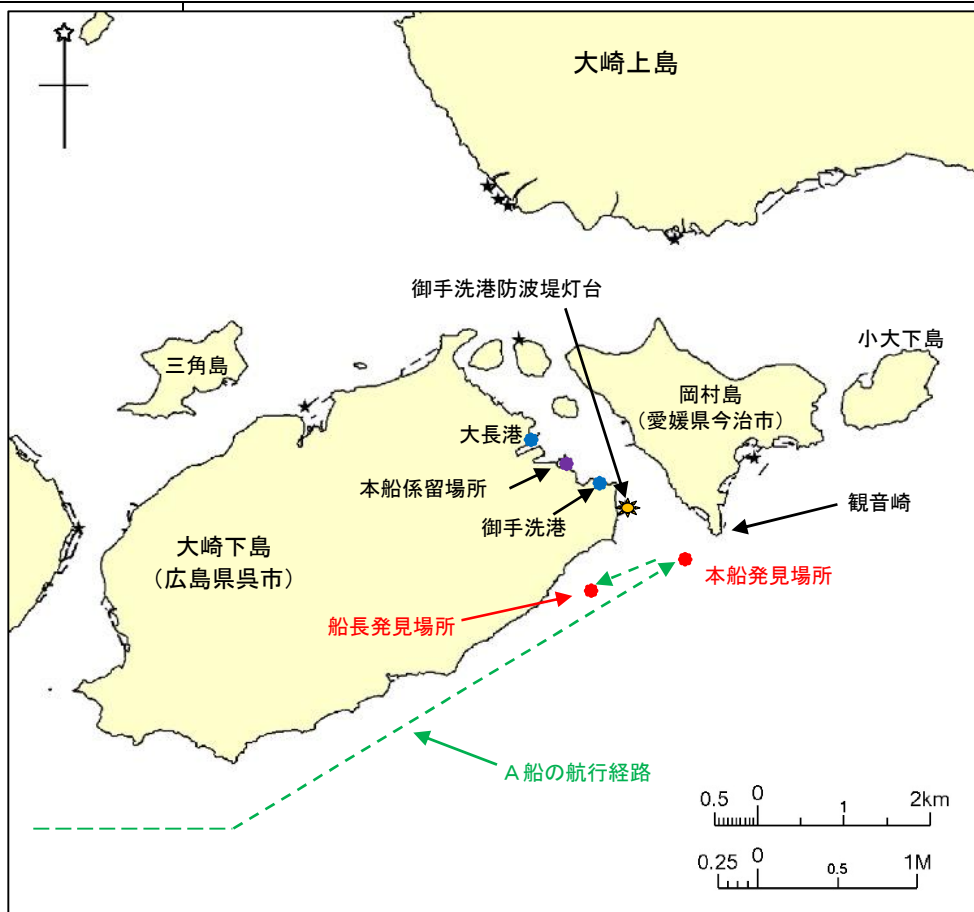 大崎上島
御手洗港防波堤灯台
小大下島
三角島
岡村島
(愛媛県今治市)
大長港
本船係留場所
御手洗港
観音崎
大崎下島
(広島県呉市)
本船発見場所
船長発見場所
A船の航行経路
0.5 0 1 2km
0.25 0 0.5 1M